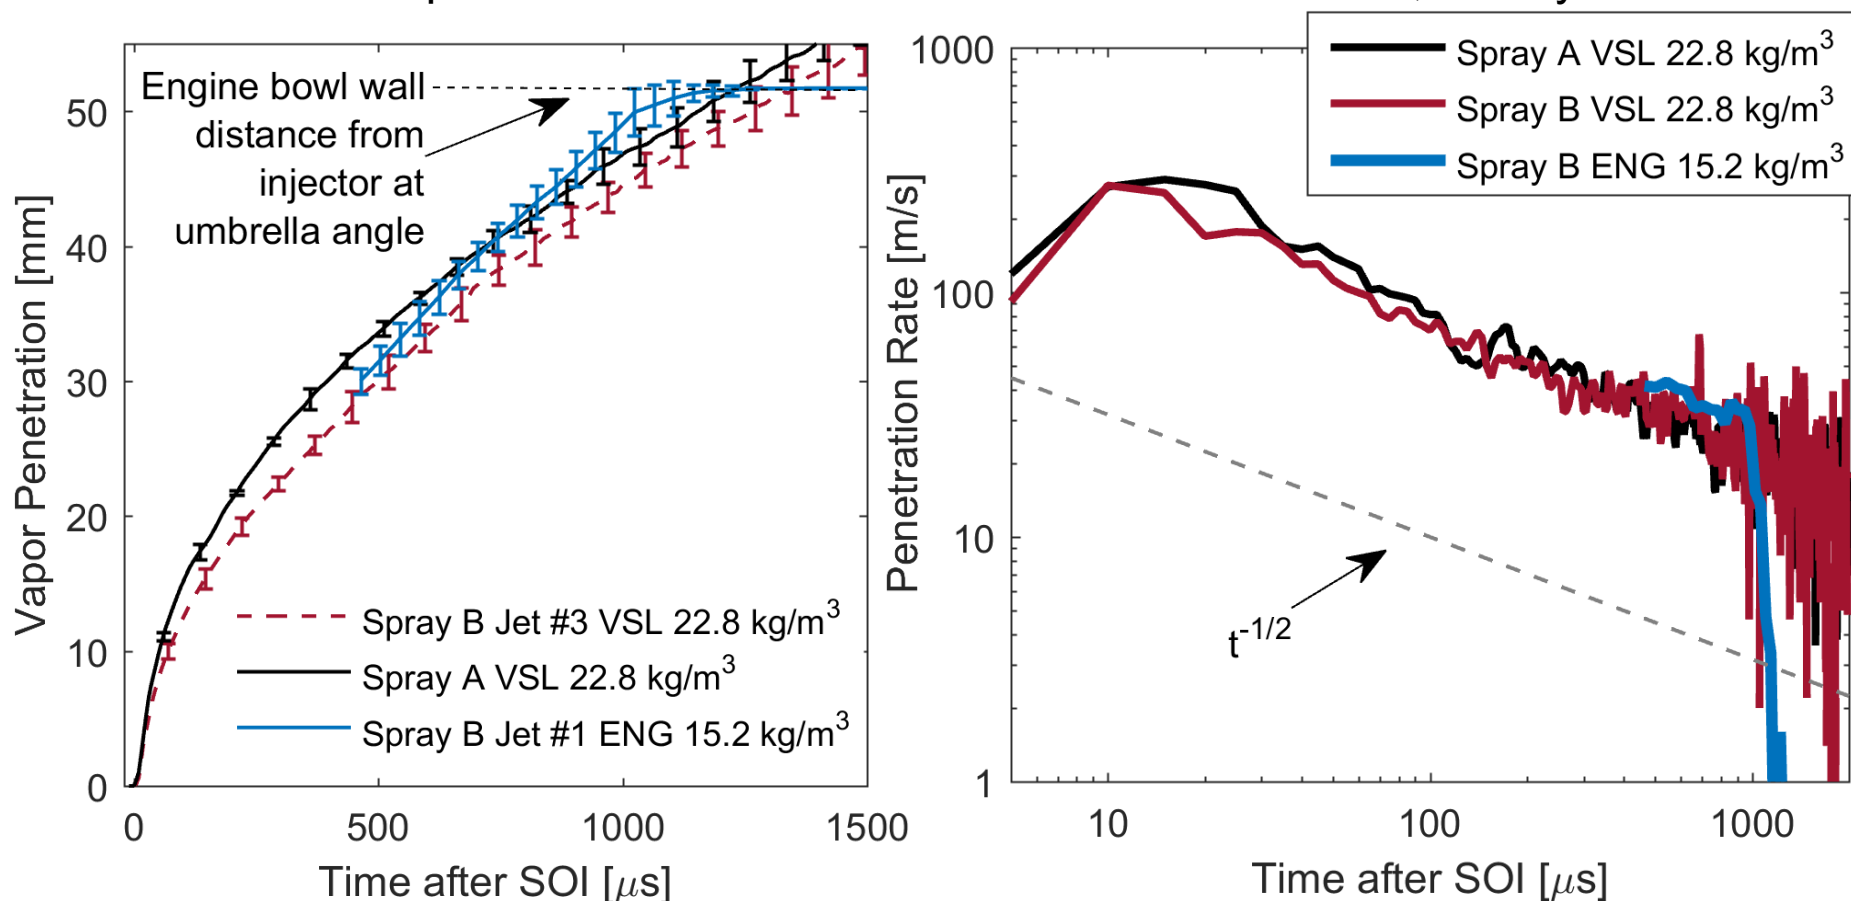 Engine bowl wall
distance from
injector at
umbrella angle
Vapor Penetration [mm]
50
40
30
20
10
0
Spray B Jet #3 VSL 22.8 kg/m³
Spray A VSL 22.8 kg/m³
Spray B Jet #1 ENG 15.2 kg/m³
0 500 1000 1500
Time after SOI [μs]
Spray A VSL 22.8 kg/m³
Spray B VSL 22.8 kg/m³
Spray B ENG 15.2 kg/m³
Penetration Rate [m/s]
1000
100
10
1
t⁻¹/²
10 100 1000
Time after SOI [μs]